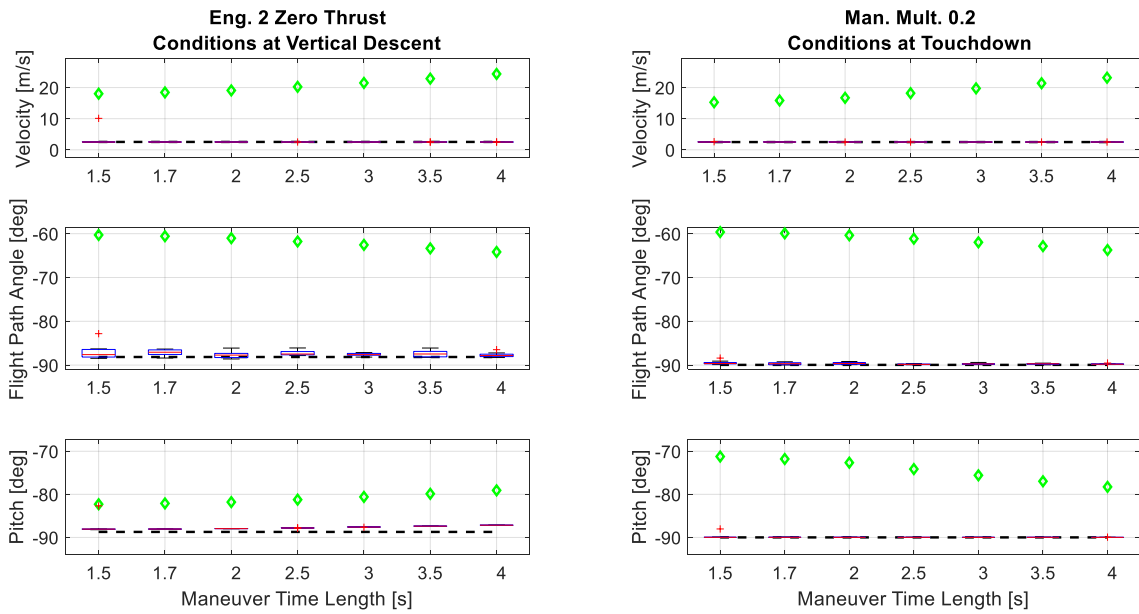 Eng. 2 Zero Thrust
Conditions at Vertical Descent
Velocity [m/s]
20
10
0
1.5 1.7 2 2.5 3 3.5 4
Flight Path Angle [deg]
-60
-70
-80
-90
1.5 1.7 2 2.5 3 3.5 4
Pitch [deg]
-70
-80
-90
1.5 1.7 2 2.5 3 3.5 4
Maneuver Time Length [s]
Man. Mult. 0.2
Conditions at Touchdown
Velocity [m/s]
20
10
0
1.5 1.7 2 2.5 3 3.5 4
Flight Path Angle [deg]
-60
-70
-80
-90
1.5 1.7 2 2.5 3 3.5 4
Pitch [deg]
-70
-80
-90
1.5 1.7 2 2.5 3 3.5 4
Maneuver Time Length [s]